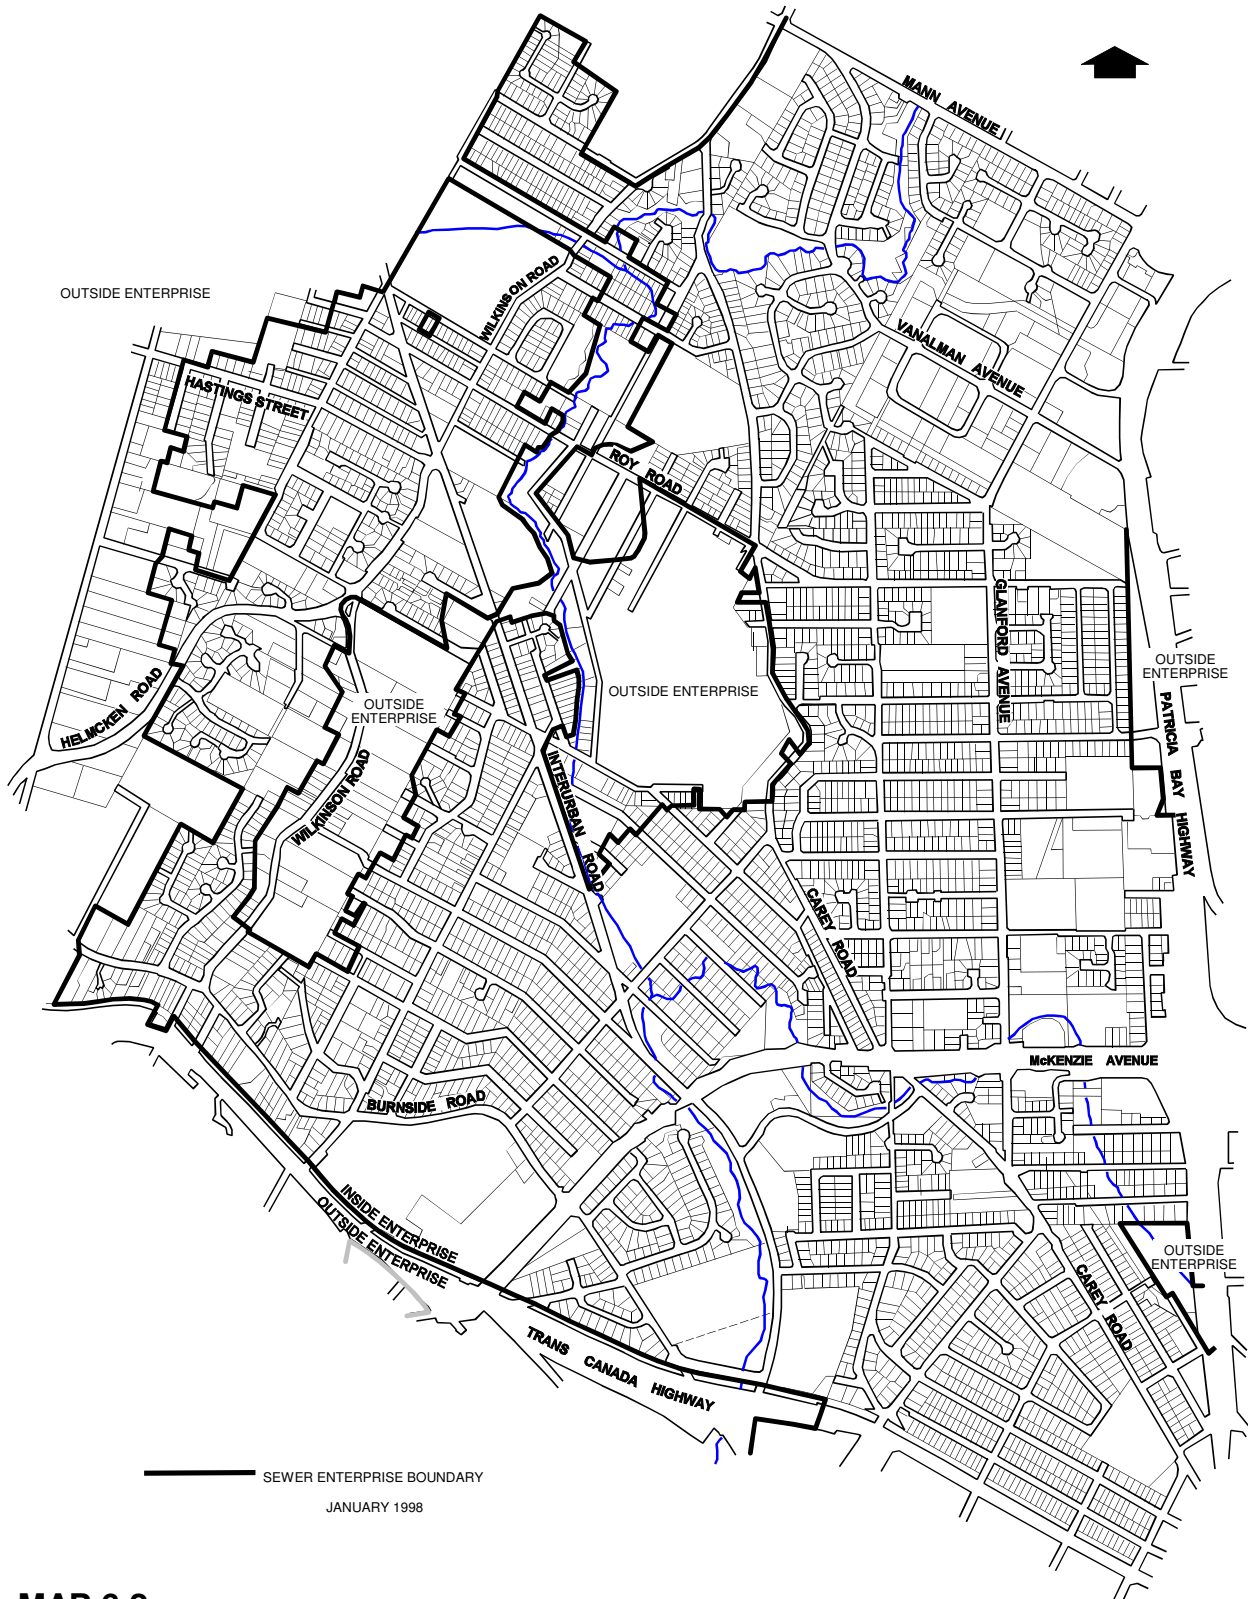 MANN AVENUE
OUTSIDE ENTERPRISE
WILKINSON ROAD
VANALMAN AVENUE
HASTINGS STREET
ROY ROAD
GLANFORD AVENUE
OUTSIDE
ENTERPRISE
HELMCKEN ROAD
OUTSIDE
ENTERPRISE
OUTSIDE ENTERPRISE
PATRICIA BAY HIGHWAY
WILKINSON ROAD
INTERURBAN ROAD
CAREY ROAD
McKENZIE AVENUE
BURNSIDE ROAD
INSIDE ENTERPRISE
OUTSIDE ENTERPRISE
OUTSIDE
ENTERPRISE
CAREY ROAD
TRANS CANADA HIGHWAY
SEWER ENTERPRISE BOUNDARY
JANUARY 1998